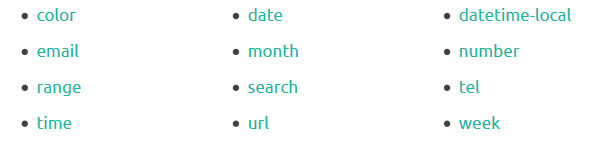 color date datetime-local
email month number
range search tel
time url week